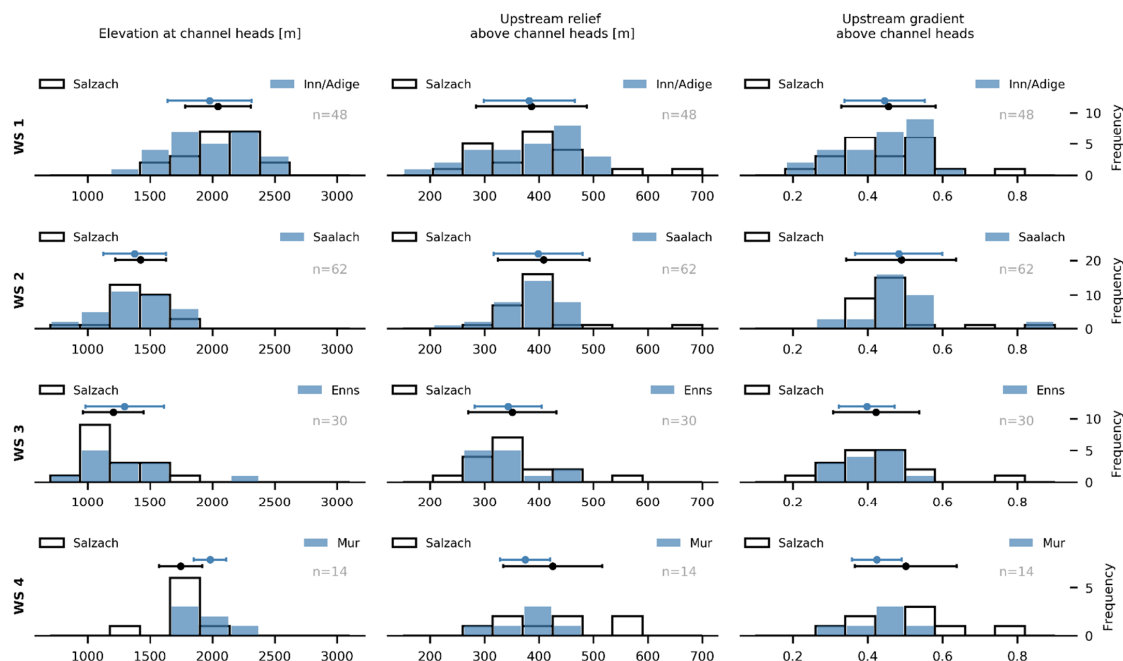 Elevation at channel heads [m]
Upstream relief
above channel heads [m]
Upstream gradient
above channel heads
WS 1
Salzach
Inn/Adige
n=48
1000 1500 2000 2500 3000
Salzach
Inn/Adige
n=48
200 300 400 500 600 700
Salzach
Inn/Adige
n=48
0.2 0.4 0.6 0.8
10
5
0
Frequency
WS 2
Salzach
Saalach
n=62
1000 1500 2000 2500 3000
Salzach
Saalach
n=62
200 300 400 500 600 700
Salzach
Saalach
n=62
0.2 0.4 0.6 0.8
20
10
0
Frequency
WS 3
Salzach
Enns
n=30
1000 1500 2000 2500 3000
Salzach
Enns
n=30
200 300 400 500 600 700
Salzach
Enns
n=30
0.2 0.4 0.6 0.8
10
5
0
Frequency
WS 4
Salzach
Mur
n=14
1000 1500 2000 2500 3000
Salzach
Mur
n=14
200 300 400 500 600 700
Salzach
Mur
n=14
0.2 0.4 0.6 0.8
5
0
Frequency